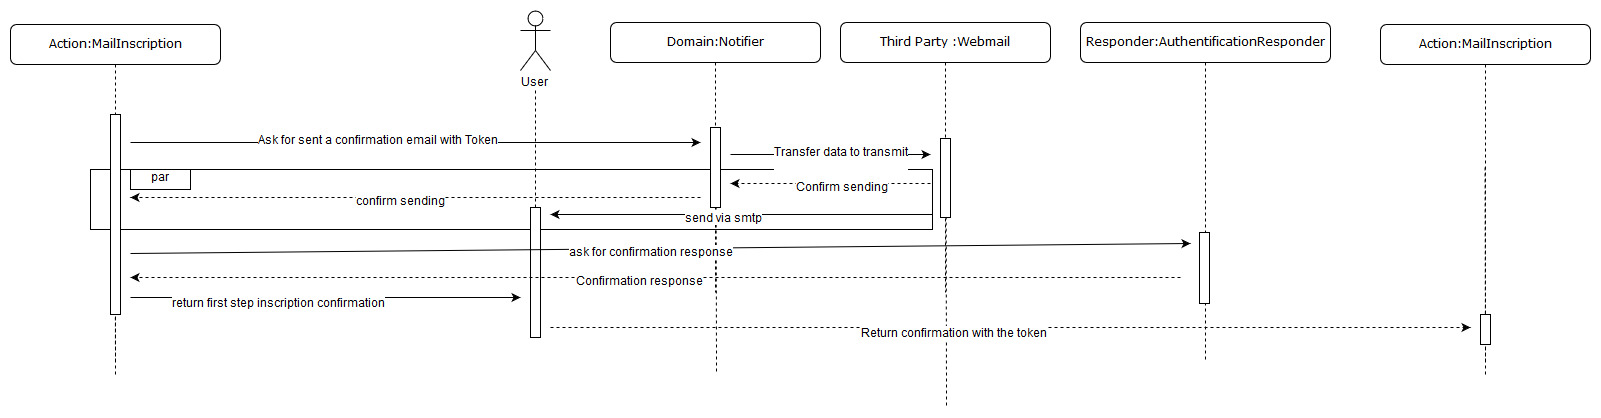 Action:MailInscription
User
Domain:Notifier
Third Party :Webmail
Responder:AuthentificationResponder
Action:MailInscription
Ask for sent a confirmation email with Token
Transfer data to transmit
par
Confirm sending
confirm sending
send via smtp
ask for confirmation response
Confirmation response
return first step inscription confirmation
Return confirmation with the token